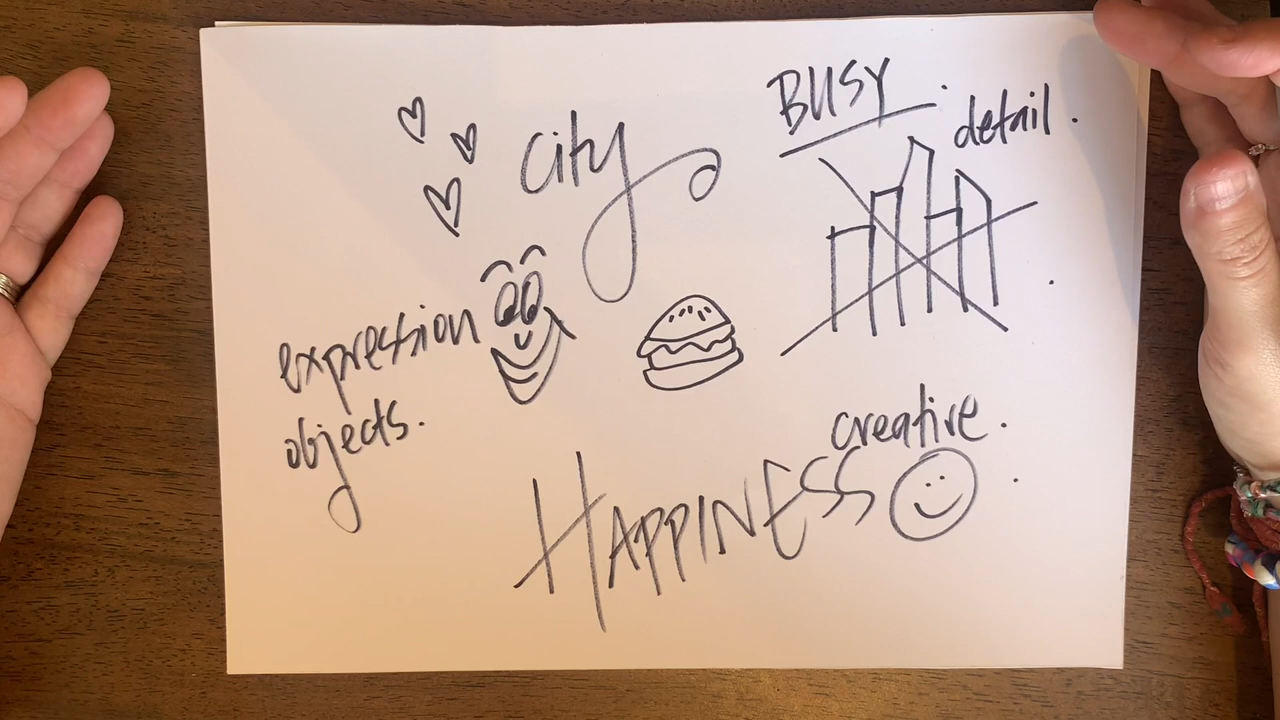 BUSY.
detail.
city
expression
objects.
creative.
HAPPINESS